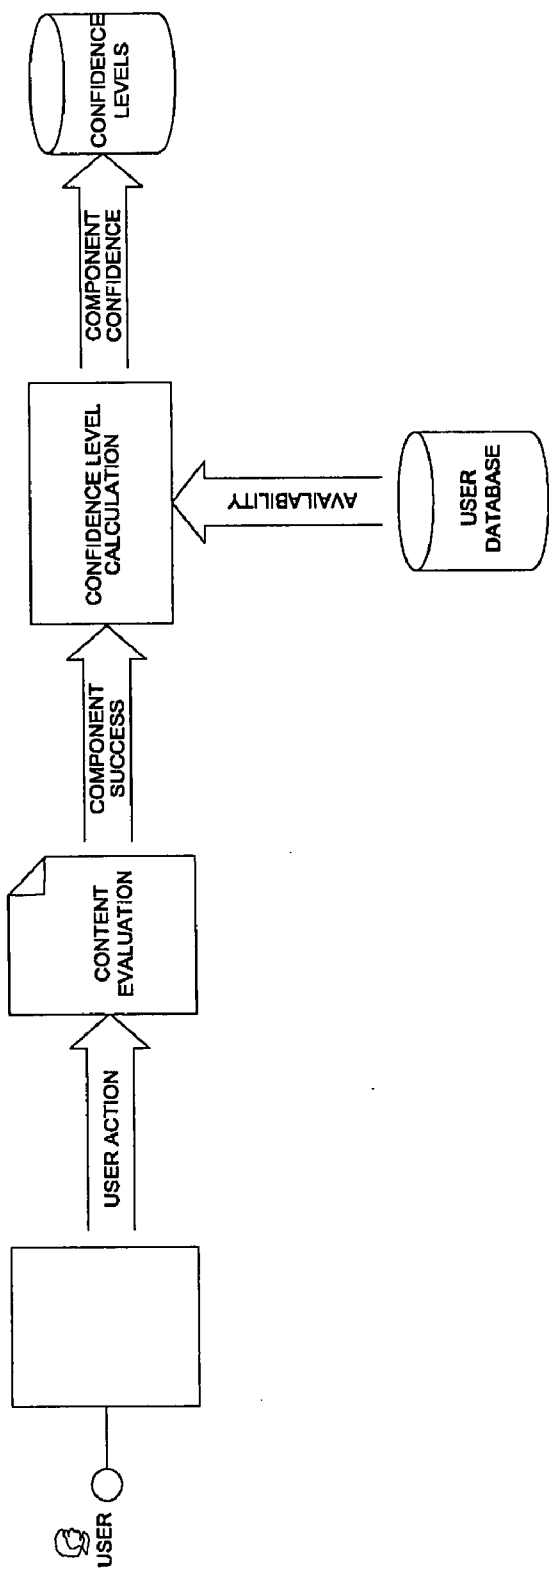 USER
USER ACTION
CONTENT
EVALUATION
COMPONENT
SUCCESS
CONFIDENCE LEVEL
CALCULATION
AVAILABILITY
USER
DATABASE
COMPONENT
CONFIDENCE
CONFIDENCE
LEVELS